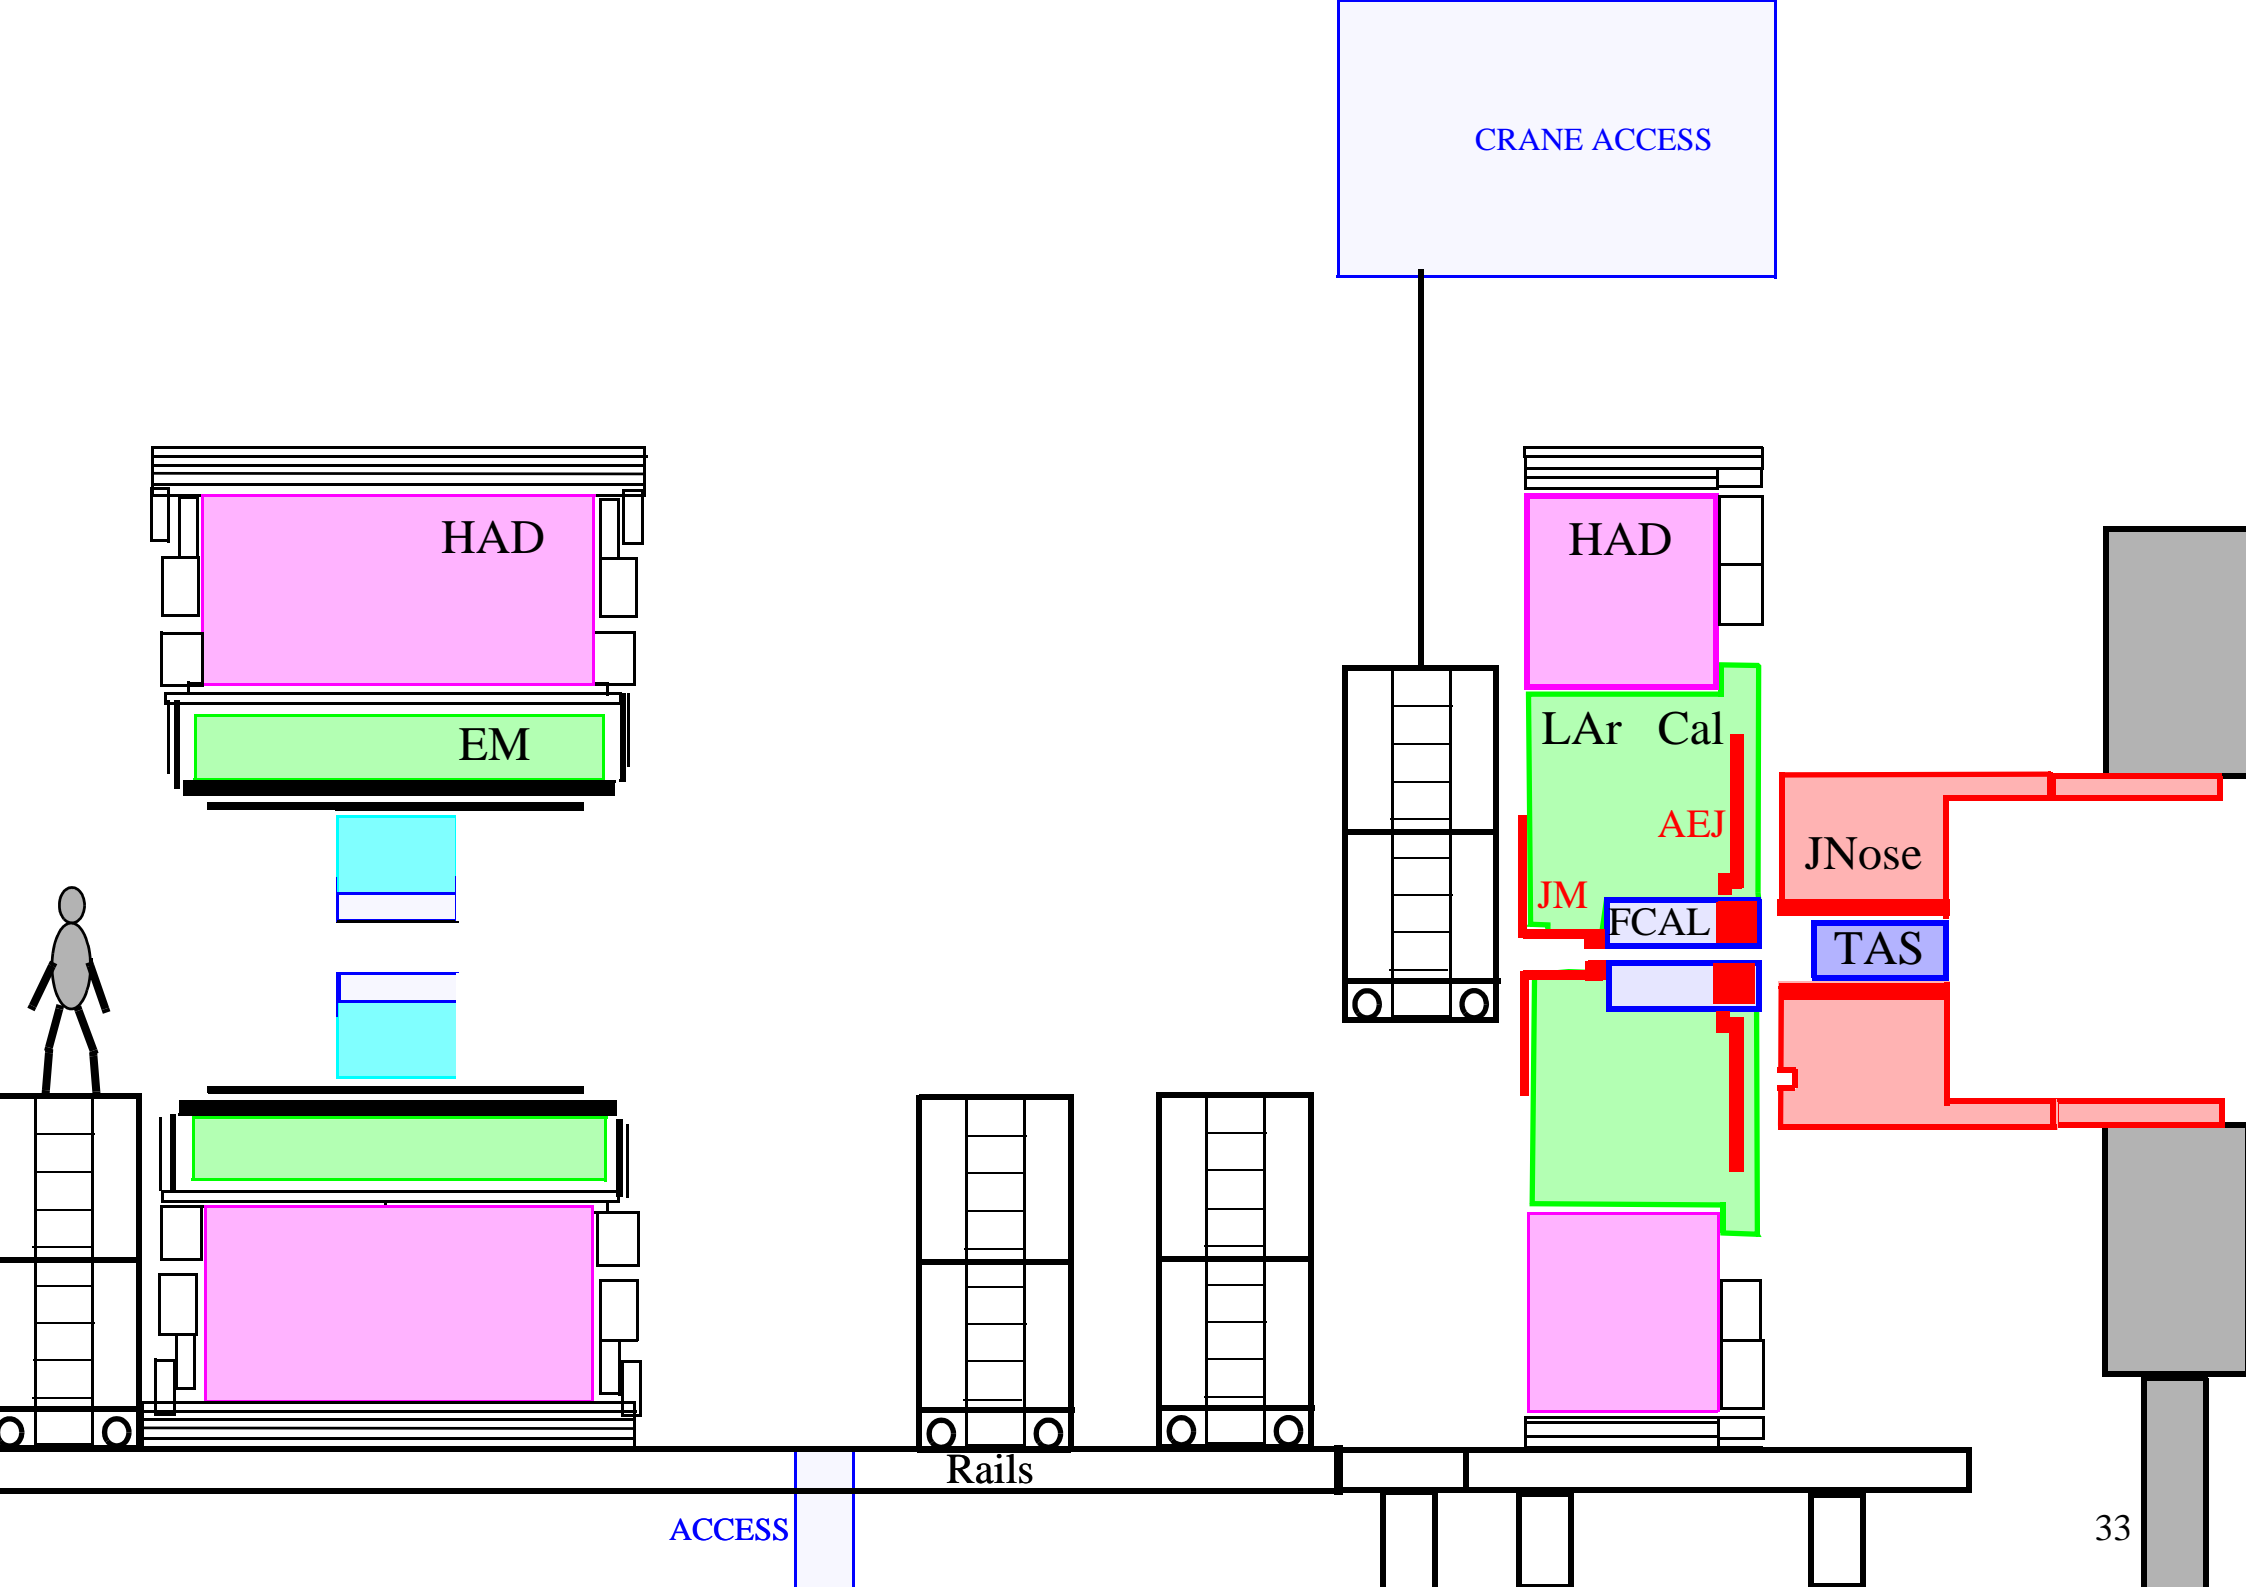 CRANE ACCESS
HAD
HAD
EM
LAr Cal
AEJ
JNose
JM
FCAL
TAS
Rails
ACCESS
33